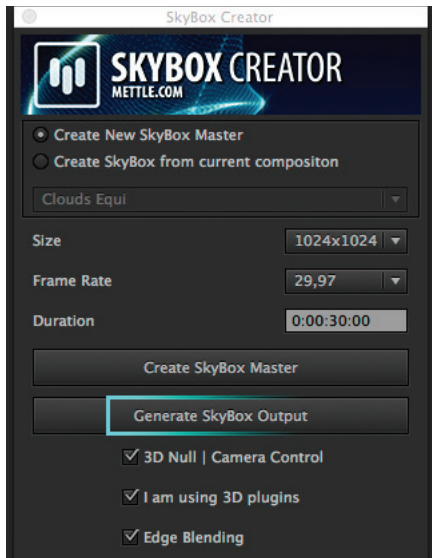 SkyBox Creator
SKYBOX CREATOR
METTLE.COM
Create New SkyBox Master
Create SkyBox from current compositon
Clouds Equi
Size 1024x1024
Frame Rate 29,97
Duration 0:00:30:00
Create SkyBox Master
Generate SkyBox Output
3D Null | Camera Control
I am using 3D plugins
Edge Blending